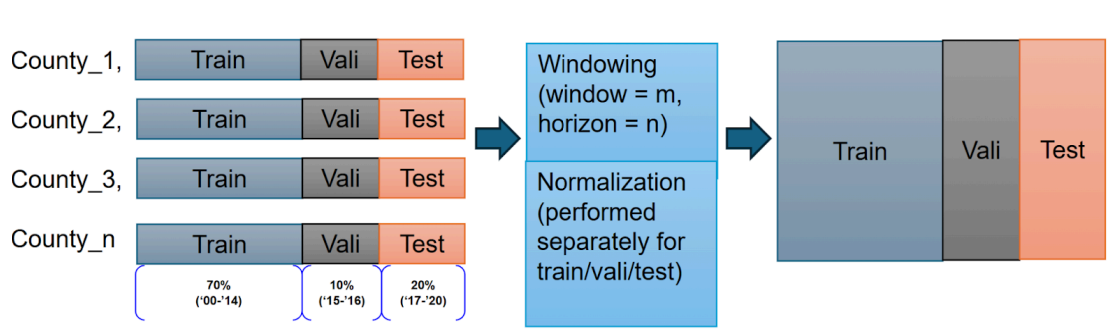 County_1, Train Vali Test
County_2, Train Vali Test
County_3, Train Vali Test
County_n Train Vali Test
70% 10% 20%
('00-'14) ('15-'16) ('17-'20)
Windowing
(window = m,
horizon = n)
Normalization
(performed
separately for
train/vali/test)
Train Vali Test